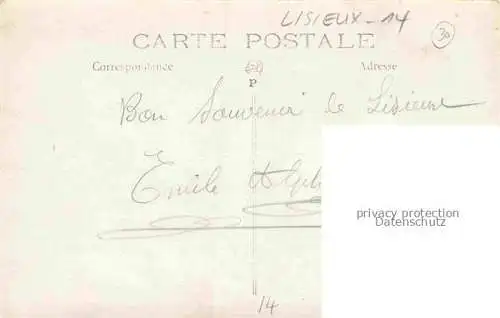 LISIEUX - 14
30
CARTE POSTALE
Correspondance Adresse
P
Bon Souvenir de Lisieux
Emile
privacy protection
Datenschutz
14